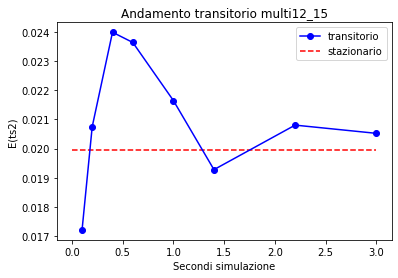 Andamento transitorio multi12_15
transitorio
stazionario
0.024
0.023
0.022
0.021
0.020
0.019
0.018
0.017
E(ts2)
0.0 0.5 1.0 1.5 2.0 2.5 3.0
Secondi simulazione